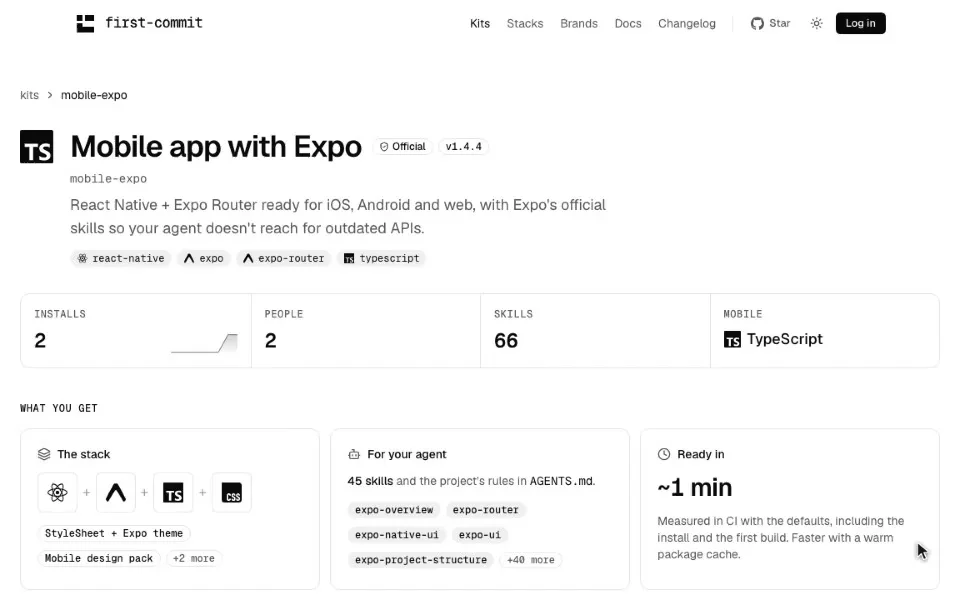 first-commit
Kits Stacks Brands Docs Changelog Star Log in
kits > mobile-expo
TS Mobile app with Expo Official v1.4.4
mobile-expo
React Native + Expo Router ready for iOS, Android and web, with Expo's official
skills so your agent doesn't reach for outdated APIs.
react-native expo expo-router TS typescript
INSTALLS PEOPLE SKILLS MOBILE
2 2 66 TS TypeScript
WHAT YOU GET
The stack
+ + TS + CSS
StyleSheet + Expo theme
Mobile design pack +2 more
For your agent
45 skills and the project's rules in AGENTS.md.
expo-overview expo-router
expo-native-ui expo-ui
expo-project-structure +40 more
Ready in
~1 min
Measured in CI with the defaults, including the
install and the first build. Faster with a warm
package cache.